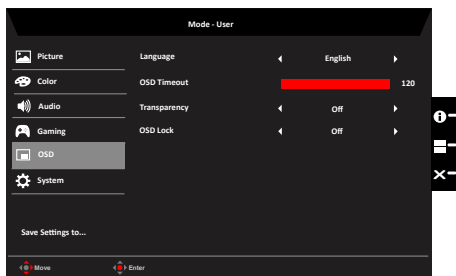 Mode - User
Picture
Language English
Color
OSD Timeout 120
Audio
Transparency Off
Gaming
OSD Lock Off
OSD
System
Save Settings to...
Move Enter